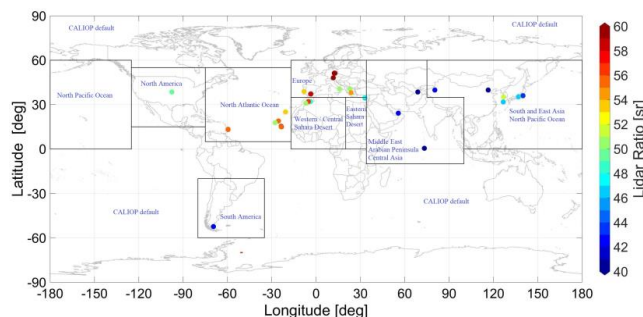 CALIOP default
CALIOP default
North America
North Pacific Ocean
North Atlantic Ocean
Europe
Western / Central
Sahara Desert
Eastern
Sahara
Desert
Middle East
Arabian Peninsula
Central Asia
South and East Asia
North Pacific Ocean
CALIOP default
South America
CALIOP default
90
60
30
0
-30
-60
-90
Latitude [deg]
-180 -150 -120 -90 -60 -30 0 30 60 90 120 150 180
Longitude [deg]
60
58
56
54
52
50
48
46
44
42
40
Lidar Ratio [sr]